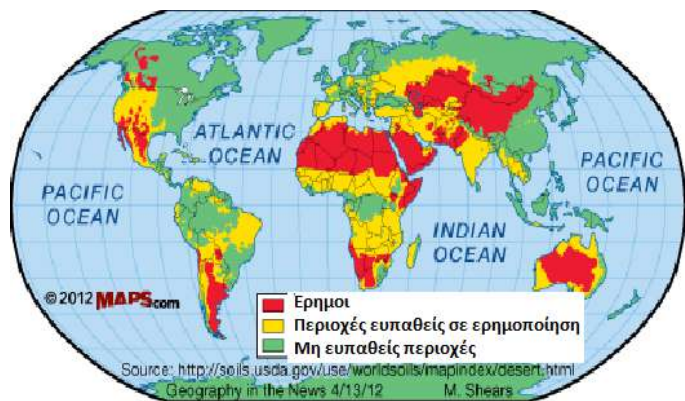 ATLANTIC
OCEAN
PACIFIC
OCEAN
PACIFIC
OCEAN
INDIAN
OCEAN
© 2012 MAPS.com
Έρημοι
Περιοχές ευπαθείς σε ερημοποίηση
Μη ευπαθείς περιοχές
Source: http://soils.usda.gov/use/worldsoils/mapindex/desert.html
Geography in the News 4/13/12 M. Shears